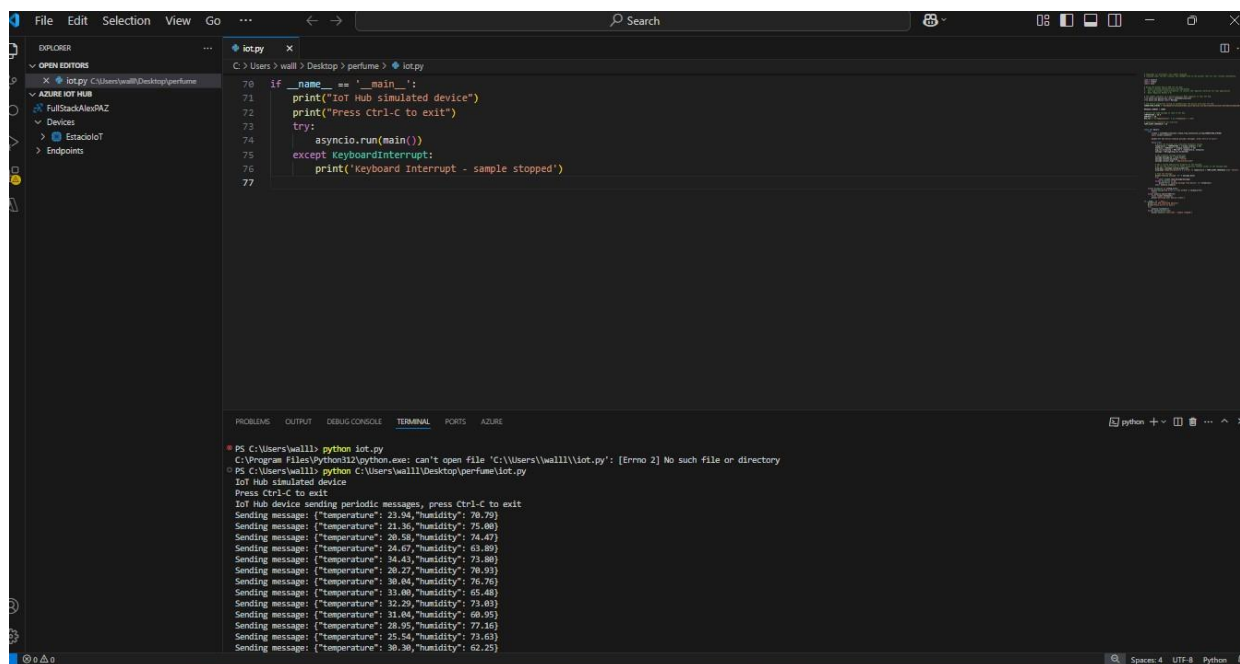 File Edit Selection View Go ... Search
EXPLORER ...
OPEN EDITORS
iot.py C:\Users\walll\Desktop\perfume
AZURE IOT HUB
FullStackAlexPAZ
Devices
EstacioIoT
Endpoints
iot.py
C: > Users > walll > Desktop > perfume > iot.py
70 if __name__ == '__main__':
71 print("IoT Hub simulated device")
72 print("Press Ctrl-C to exit")
73 try:
74 asyncio.run(main())
75 except KeyboardInterrupt:
76 print('Keyboard Interrupt - sample stopped')
77
PROBLEMS OUTPUT DEBUG CONSOLE TERMINAL PORTS AZURE python
PS C:\Users\walll> python iot.py
C:\Program Files\Python312\python.exe: can't open file 'C:\\Users\\walll\\iot.py': [Errno 2] No such file or directory
PS C:\Users\walll> python C:\Users\walll\Desktop\perfume\iot.py
IoT Hub simulated device
Press Ctrl-C to exit
IoT Hub device sending periodic messages, press Ctrl-C to exit
Sending message: {"temperature": 23.94,"humidity": 70.79}
Sending message: {"temperature": 21.36,"humidity": 75.00}
Sending message: {"temperature": 20.58,"humidity": 74.47}
Sending message: {"temperature": 24.67,"humidity": 63.89}
Sending message: {"temperature": 34.43,"humidity": 73.80}
Sending message: {"temperature": 20.27,"humidity": 70.93}
Sending message: {"temperature": 30.04,"humidity": 76.76}
Sending message: {"temperature": 33.00,"humidity": 65.48}
Sending message: {"temperature": 32.29,"humidity": 73.03}
Sending message: {"temperature": 31.04,"humidity": 60.95}
Sending message: {"temperature": 28.95,"humidity": 77.16}
Sending message: {"temperature": 25.54,"humidity": 73.63}
Sending message: {"temperature": 30.30,"humidity": 62.25}
0 0 Spaces: 4 UTF-8 Python